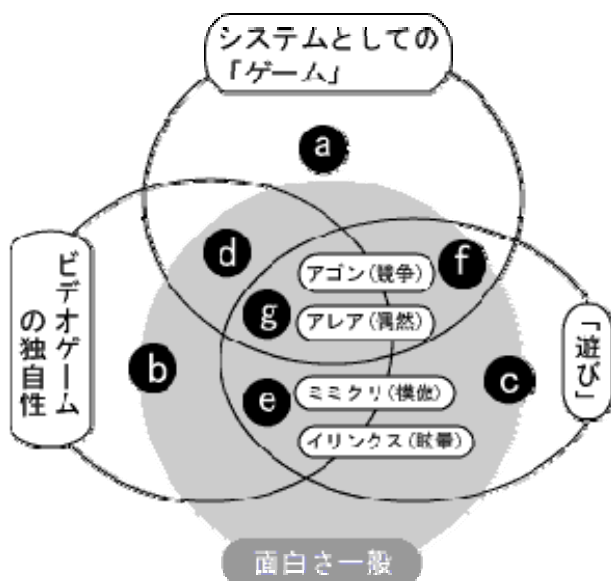 システムとしての
「ゲーム」
a
d
アゴン(競争)
f
g
アレア(偶然)
ビデオゲーム
の独自性
b
e
ミミクリ(模倣)
c
「遊び」
イリンクス(眩暈)
面白さ一般